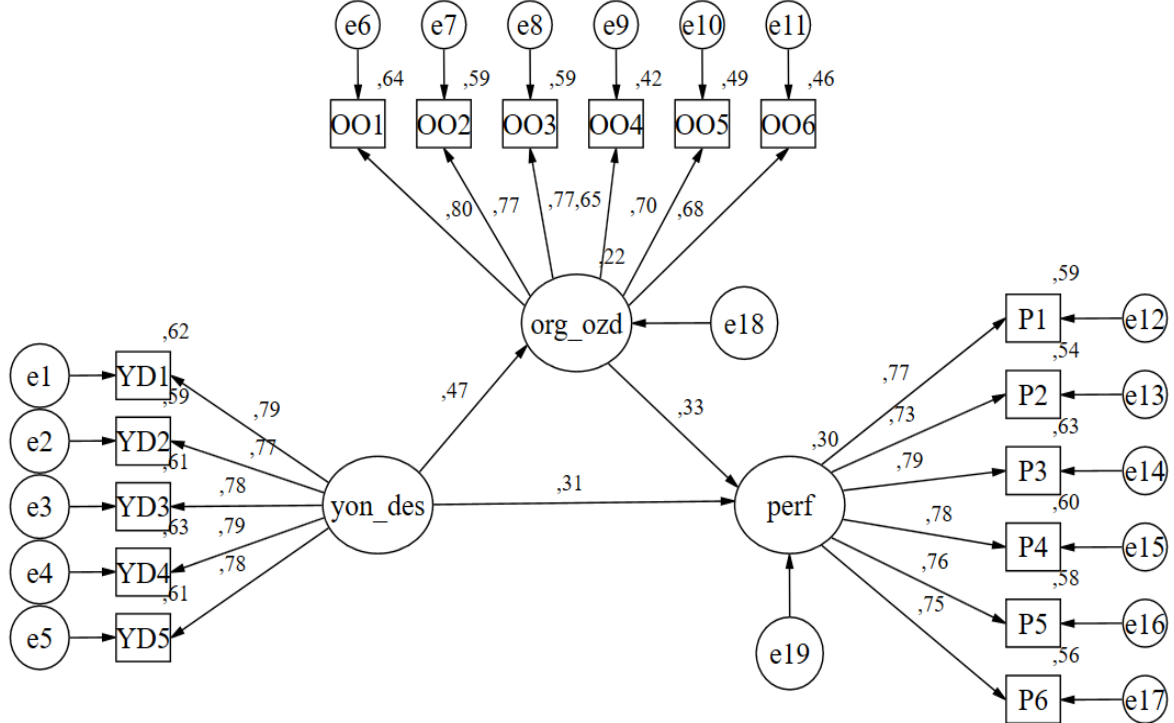 e6 e7 e8 e9 e10 e11
,64 ,59 ,59 ,42 ,49 ,46
OO1 OO2 OO3 OO4 OO5 OO6
,80 ,77 ,77 ,65 ,70 ,68
,22
org_ozd
e18
,47
,33
,31
yon_des
perf
,30
e19
,62
e1 YD1
,79
,59
e2 YD2
,77
,61
e3 YD3
,78
,63
e4 YD4
,79
,61
e5 YD5
,78
,59
P1 e12
,77
,54
P2 e13
,73
,63
P3 e14
,79
,60
P4 e15
,78
,58
P5 e16
,76
,56
P6 e17
,75